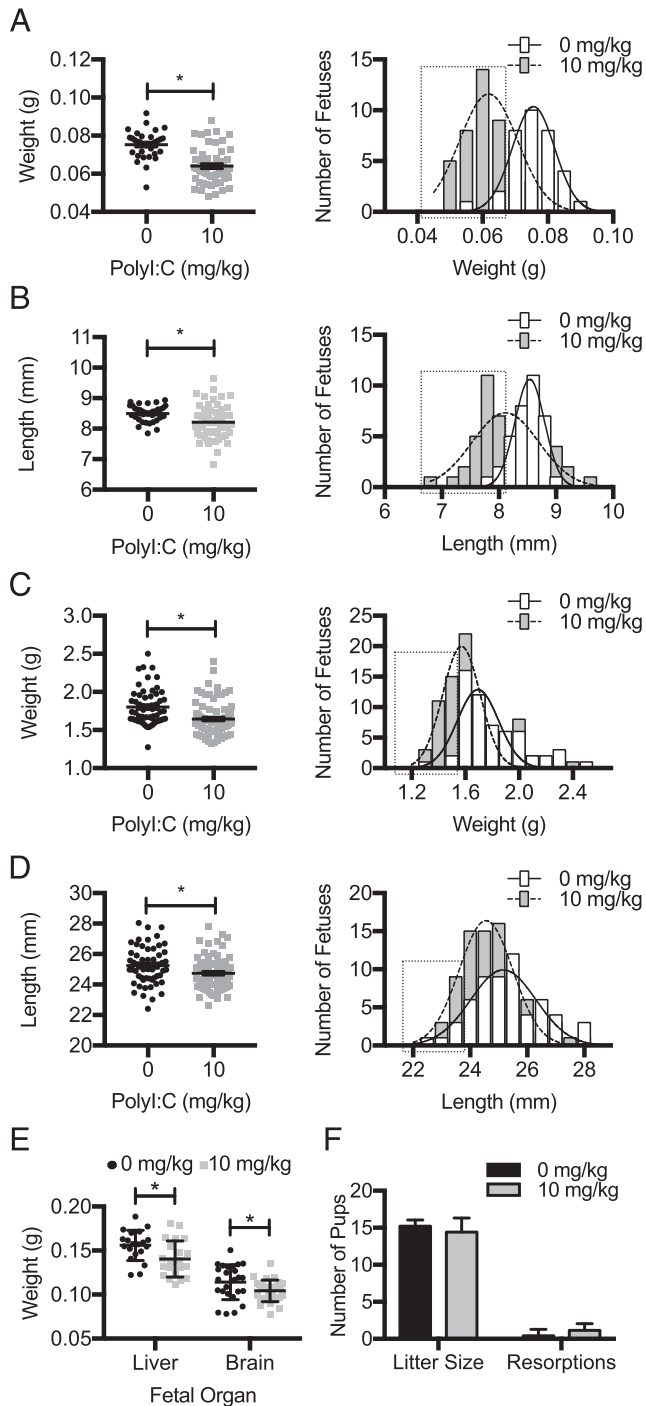 A
Weight (g)
0.12
0.10
0.08
0.06
0.04
*
0 10
PolyI:C (mg/kg)
Number of Fetuses
15
10
5
0
0 mg/kg
10 mg/kg
0.04 0.06 0.08 0.10
Weight (g)
B
Length (mm)
11
10
9
8
7
6
*
0 10
PolyI:C (mg/kg)
Number of Fetuses
15
10
5
0
0 mg/kg
10 mg/kg
6 7 8 9 10
Length (mm)
C
Weight (g)
3.0
2.5
2.0
1.5
1.0
*
0 10
PolyI:C (mg/kg)
Number of Fetuses
25
20
15
10
5
0
0 mg/kg
10 mg/kg
1.2 1.6 2.0 2.4
Weight (g)
D
Length (mm)
30
28
26
24
22
20
*
0 10
PolyI:C (mg/kg)
Number of Fetuses
20
15
10
5
0
0 mg/kg
10 mg/kg
22 24 26 28
Length (mm)
E
0 mg/kg 10 mg/kg
Weight (g)
0.20
0.15
0.10
0.05
*
*
Liver Brain
Fetal Organ
F
Number of Pups
20
15
10
5
0
0 mg/kg
10 mg/kg
Litter Size Resorptions